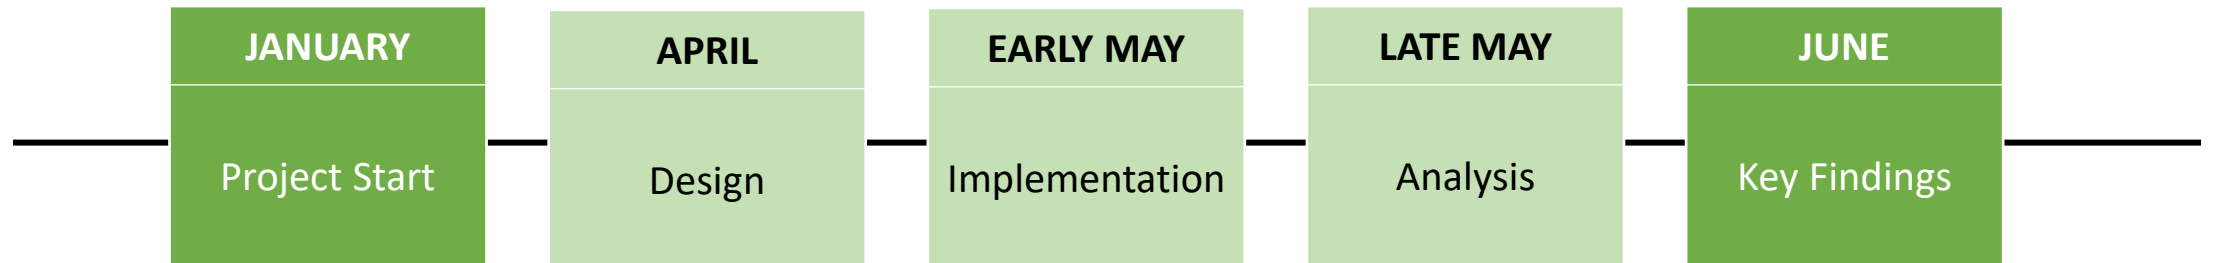 JANUARY
Project Start
APRIL
Design
EARLY MAY
Implementation
LATE MAY
Analysis
JUNE
Key Findings